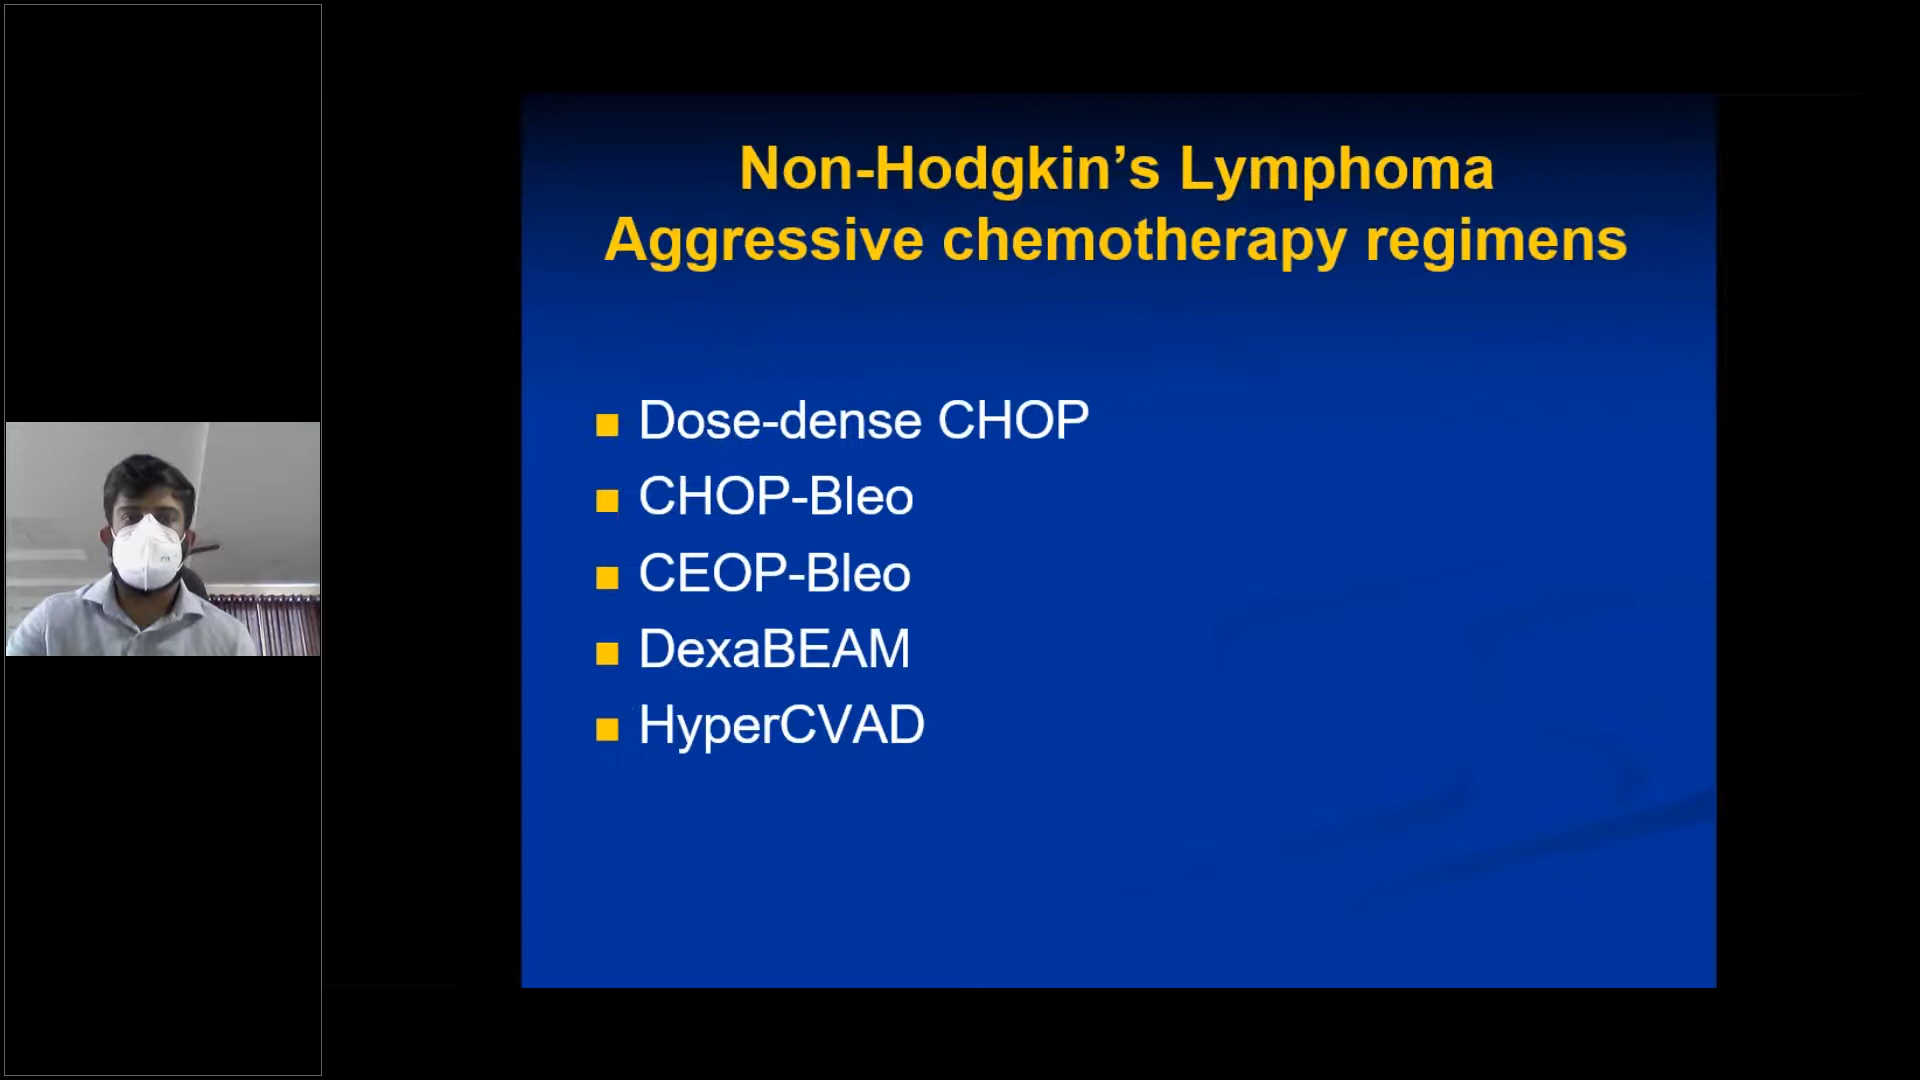 Non-Hodgkin’s Lymphoma
Aggressive chemotherapy regimens
Dose-dense CHOP
CHOP-Bleo
CEOP-Bleo
DexaBEAM
HyperCVAD